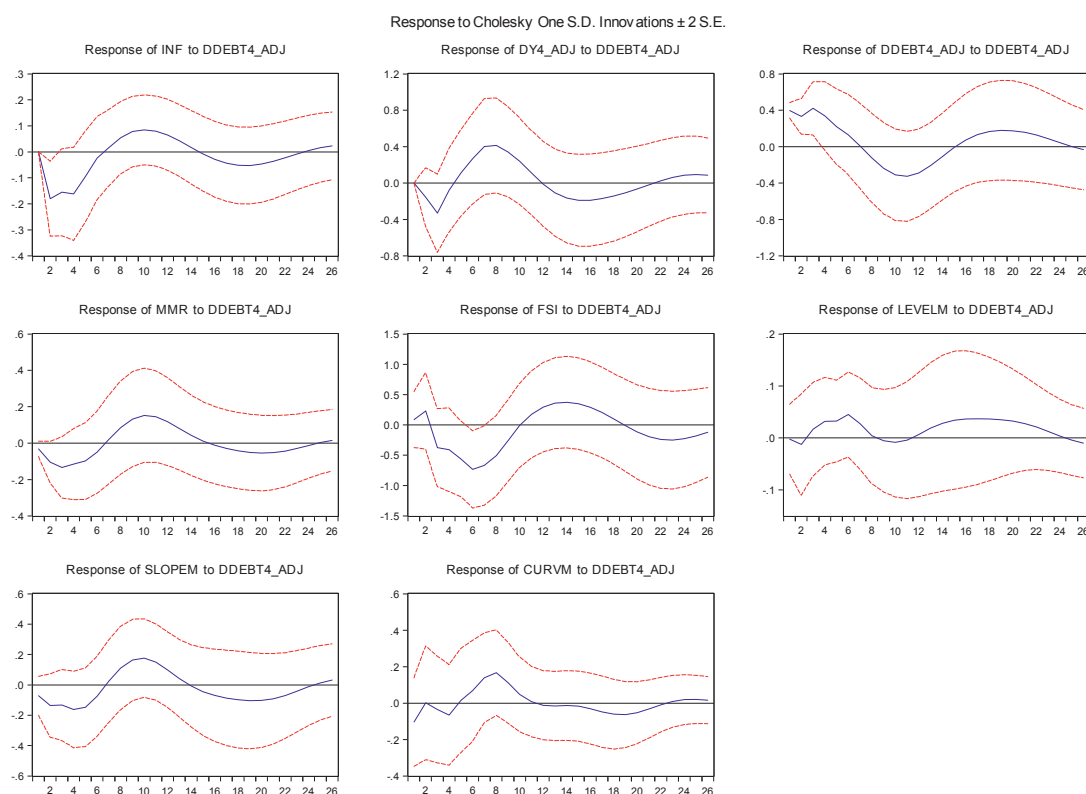 Response to Cholesky One S.D. Innovations ± 2 S.E.
Response of INF to DDEBT4_ADJ
.3
.2
.1
.0
-.1
-.2
-.3
-.4
2 4 6 8 10 12 14 16 18 20 22 24 26
Response of DY4_ADJ to DDEBT4_ADJ
1.2
0.8
0.4
0.0
-0.4
-0.8
2 4 6 8 10 12 14 16 18 20 22 24 26
Response of DDEBT4_ADJ to DDEBT4_ADJ
0.8
0.4
0.0
-0.4
-0.8
-1.2
2 4 6 8 10 12 14 16 18 20 22 24 26
Response of MMR to DDEBT4_ADJ
.6
.4
.2
.0
-.2
-.4
2 4 6 8 10 12 14 16 18 20 22 24 26
Response of FSI to DDEBT4_ADJ
1.5
1.0
0.5
0.0
-0.5
-1.0
-1.5
2 4 6 8 10 12 14 16 18 20 22 24 26
Response of LEVELM to DDEBT4_ADJ
.2
.1
.0
-.1
2 4 6 8 10 12 14 16 18 20 22 24 26
Response of SLOPEM to DDEBT4_ADJ
.6
.4
.2
.0
-.2
-.4
-.6
2 4 6 8 10 12 14 16 18 20 22 24 26
Response of CURVM to DDEBT4_ADJ
.6
.4
.2
.0
-.2
-.4
2 4 6 8 10 12 14 16 18 20 22 24 26